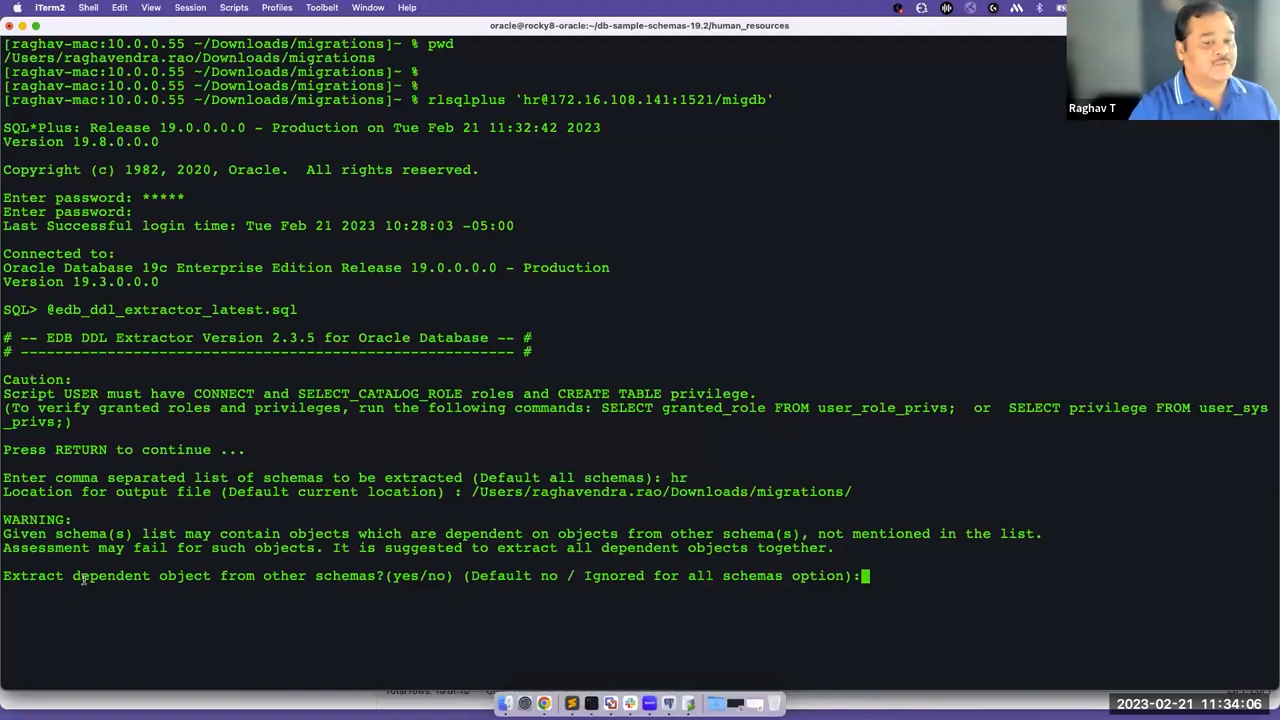 iTerm2 Shell Edit View Session Scripts Profiles Toolbelt Window Help
oracle@rocky8-oracle:~/db-sample-schemas-19.2/human_resources
[raghav-mac:10.0.0.55 ~/Downloads/migrations]~ % pwd
/Users/raghavendra.rao/Downloads/migrations
[raghav-mac:10.0.0.55 ~/Downloads/migrations]~ %
[raghav-mac:10.0.0.55 ~/Downloads/migrations]~ %
[raghav-mac:10.0.0.55 ~/Downloads/migrations]~ % rlsqlplus 'hr@172.16.108.141:1521/migdb'
Raghav T
SQL*Plus: Release 19.0.0.0.0 - Production on Tue Feb 21 11:32:42 2023
Version 19.8.0.0.0
Copyright (c) 1982, 2020, Oracle.  All rights reserved.
Enter password: *****
Enter password:
Last Successful login time: Tue Feb 21 2023 10:28:03 -05:00
Connected to:
Oracle Database 19c Enterprise Edition Release 19.0.0.0.0 - Production
Version 19.3.0.0.0
SQL> @edb_ddl_extractor_latest.sql
# -- EDB DDL Extractor Version 2.3.5 for Oracle Database -- #
# --------------------------------------------------------- #
Caution:
Script USER must have CONNECT and SELECT_CATALOG_ROLE roles and CREATE TABLE privilege.
(To verify granted roles and privileges, run the following commands: SELECT granted_role FROM user_role_privs;  or  SELECT privilege FROM user_sys
_privs;)
Press RETURN to continue ...
Enter comma separated list of schemas to be extracted (Default all schemas): hr
Location for output file (Default current location) : /Users/raghavendra.rao/Downloads/migrations/
WARNING:
Given schema(s) list may contain objects which are dependent on objects from other schema(s), not mentioned in the list.
Assessment may fail for such objects. It is suggested to extract all dependent objects together.
Extract dependent object from other schemas?(yes/no) (Default no / Ignored for all schemas option):
2023-02-21 11:34:06